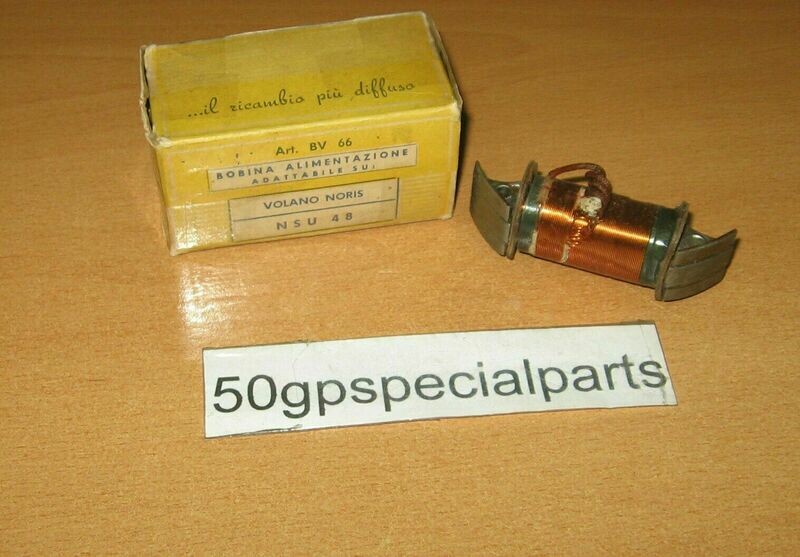 ...il ricambio più diffuso
Art. BV 66
BOBINA ALIMENTAZIONE
ADATTABILE SU:
VOLANO NORIS
NSU 48
50gpspecialparts